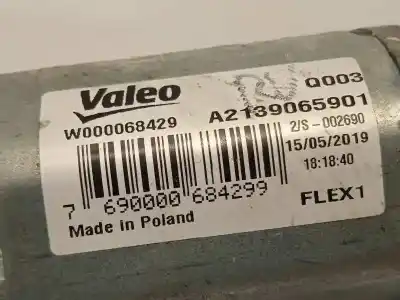 Valeo
Q003
W000068429
A2139065901
2/S-002690
15/05/2019
18:18:40
7 690000 684299
FLEX1
Made in Poland